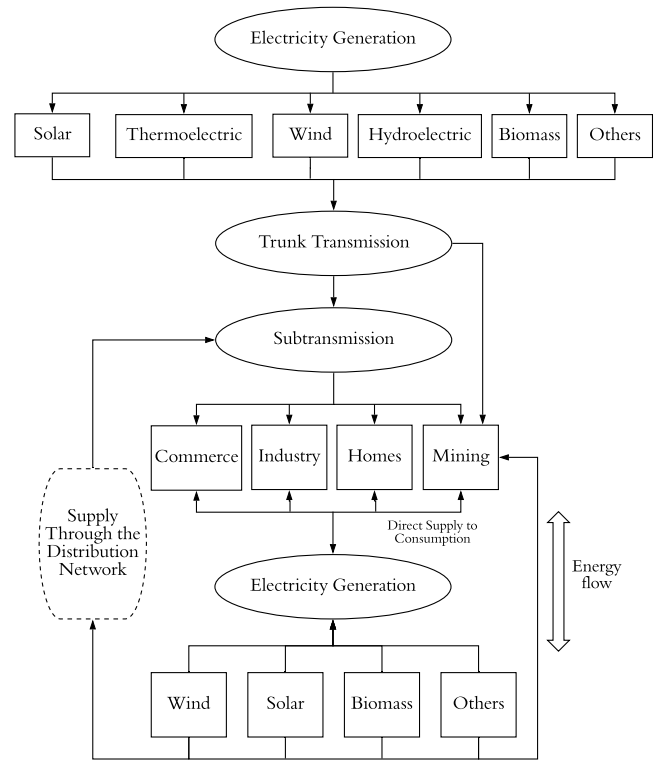 Electricity Generation
Solar
Thermoelectric
Wind
Hydroelectric
Biomass
Others
Trunk Transmission
Subtransmission
Commerce
Industry
Homes
Mining
Supply
Through the
Distribution
Network
Direct Supply to
Consumption
Electricity Generation
Energy
flow
Wind
Solar
Biomass
Others